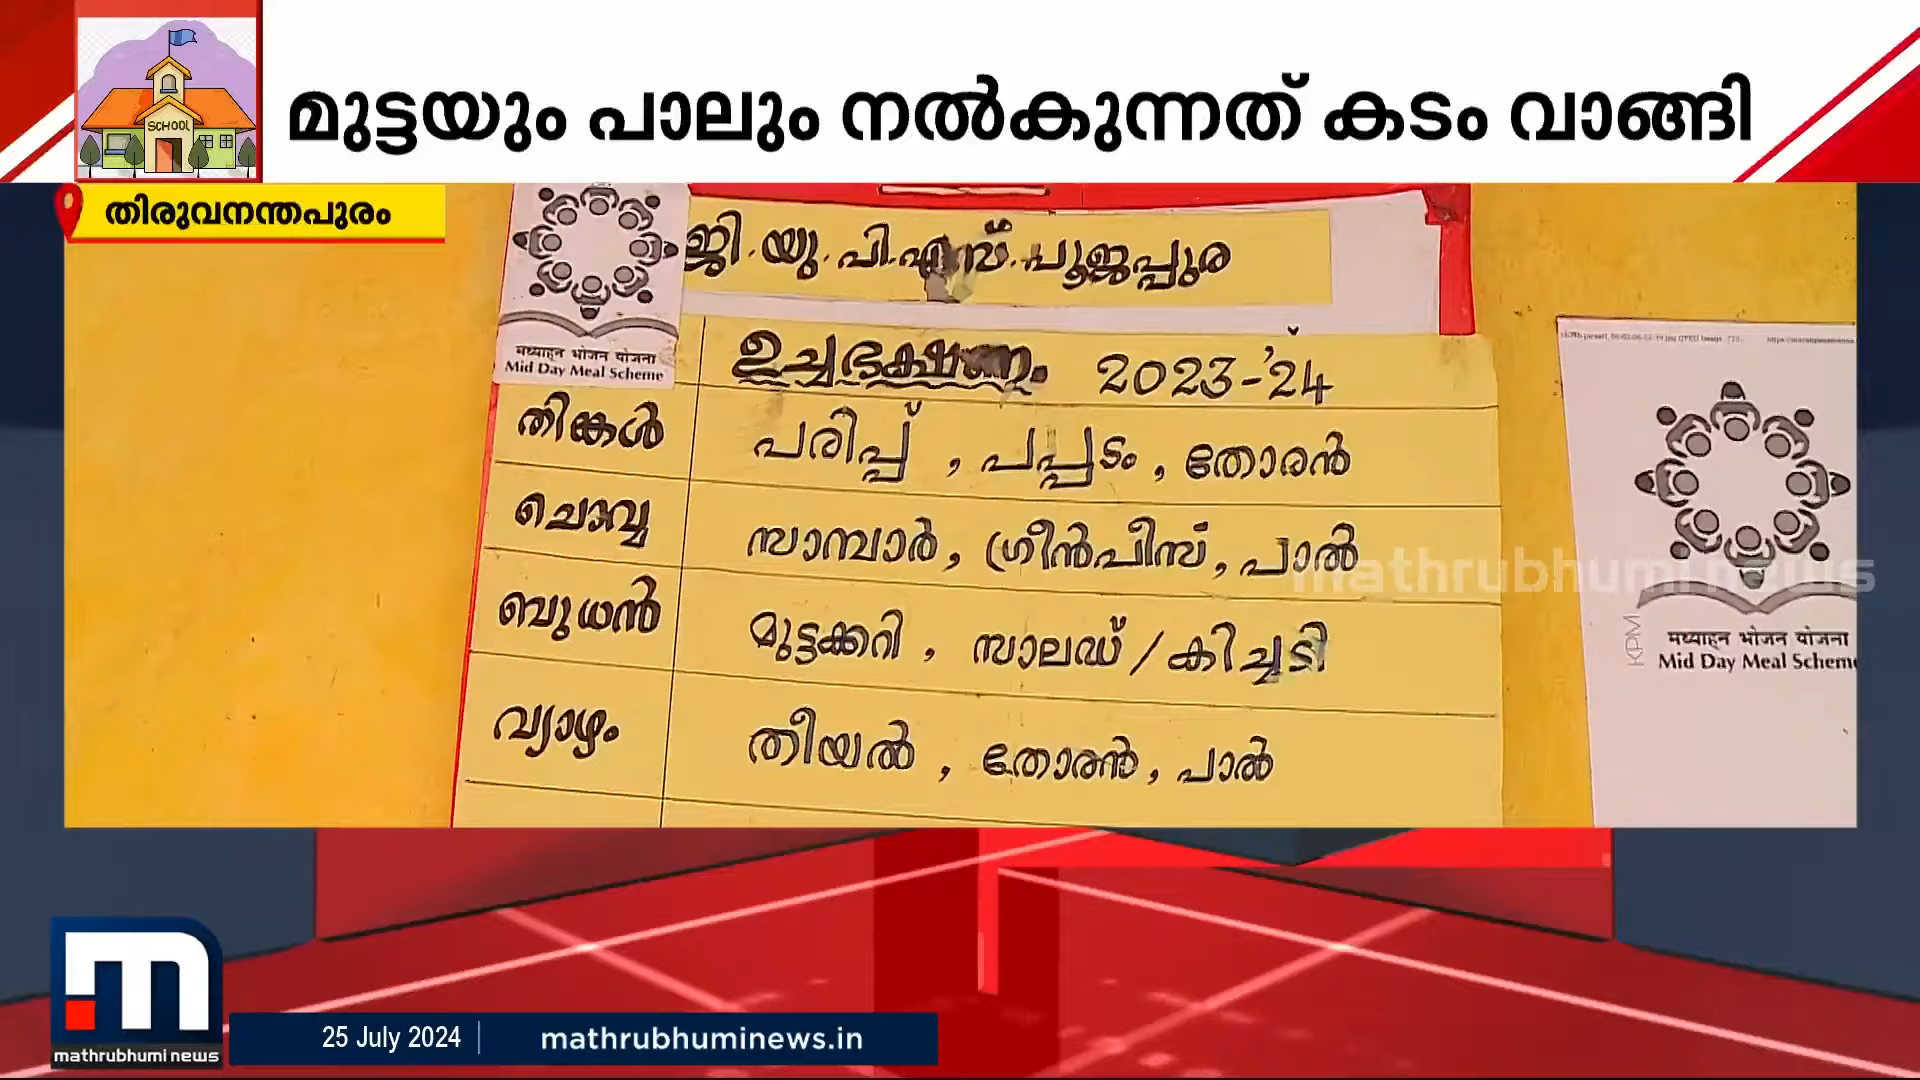 SCHOOL
മുട്ടയും പാലും നൽകുന്നത് കടം വാങ്ങി
തിരുവനന്തപുരം
ജി.യു.പി.എസ്.പൂജപ്പുര
मध्याह्न भोजन योजना
Mid Day Meal Scheme
ഉച്ചഭക്ഷണം 2023-'24
തിങ്കൾ പരിപ്പ്, പപ്പടം, തോരൻ
ചൊവ്വ സാമ്പാർ, ഗ്രീൻപീസ്, പാൽ
ബുധൻ മുട്ടക്കറി, സാലഡ്/കിച്ചടി
വ്യാഴം തീയൽ, തോരൻ, പാൽ
mathrubhumi news
KPM
मध्याह्न भोजन योजना
Mid Day Meal Scheme
mathrubhumi news
25 July 2024
mathrubhuminews.in